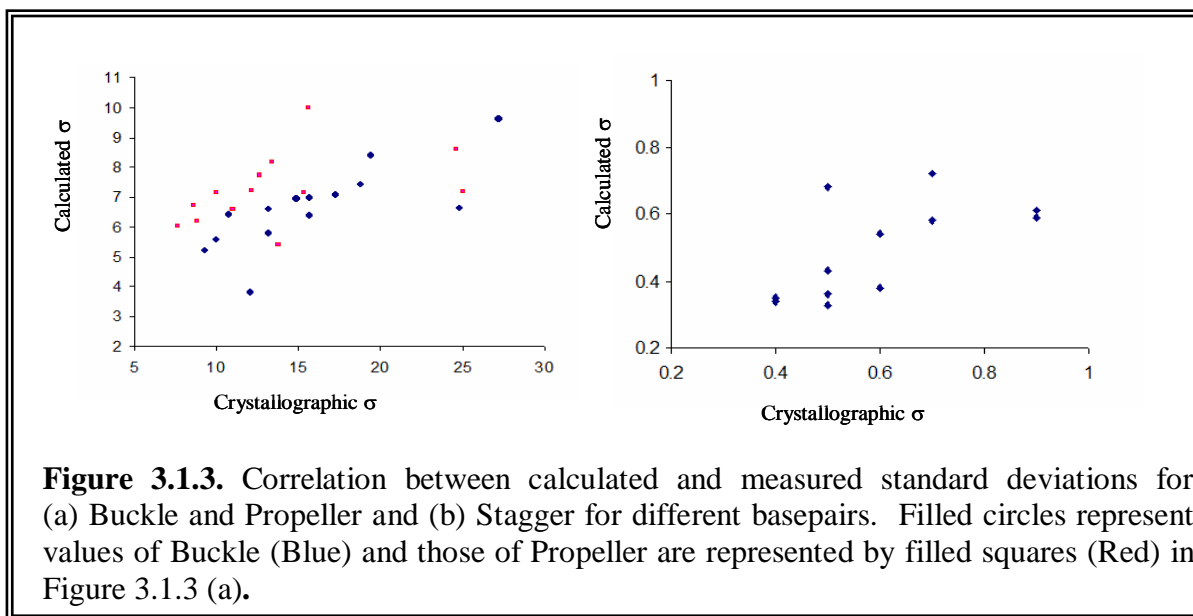 11
10
9
8
7
6
5
4
3
2
5 10 15 20 25 30
Calculated σ
Crystallographic σ
1
0.8
0.6
0.4
0.2
0.2 0.4 0.6 0.8 1
Calculated σ
Crystallographic σ
Figure 3.1.3. Correlation between calculated and measured standard deviations for
(a) Buckle and Propeller and (b) Stagger for different basepairs. Filled circles represent
values of Buckle (Blue) and those of Propeller are represented by filled squares (Red) in
Figure 3.1.3 (a).